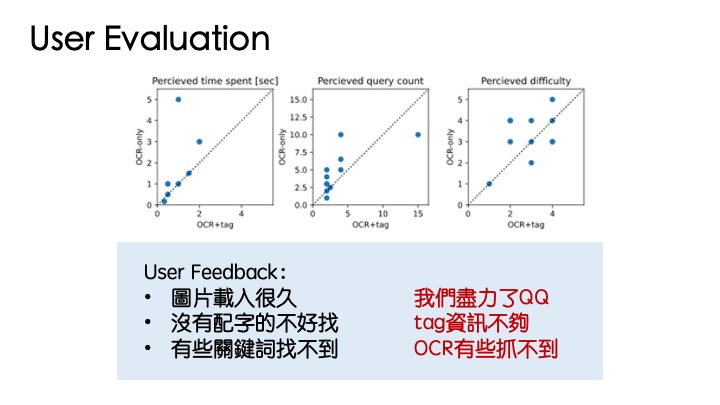 User Evaluation
Percieved time spent [sec]
OCR-only
5
4
3
2
1
0
0 2 4
OCR+tag
Percieved query count
OCR-only
15.0
12.5
10.0
7.5
5.0
2.5
0.0
0 5 10 15
OCR+tag
Percieved difficulty
OCR-only
5
4
3
2
1
0
0 2 4
OCR+tag
User Feedback:
• 圖片載入很久 我們盡力了QQ
• 沒有配字的不好找 tag資訊不夠
• 有些關鍵詞找不到 OCR有些抓不到